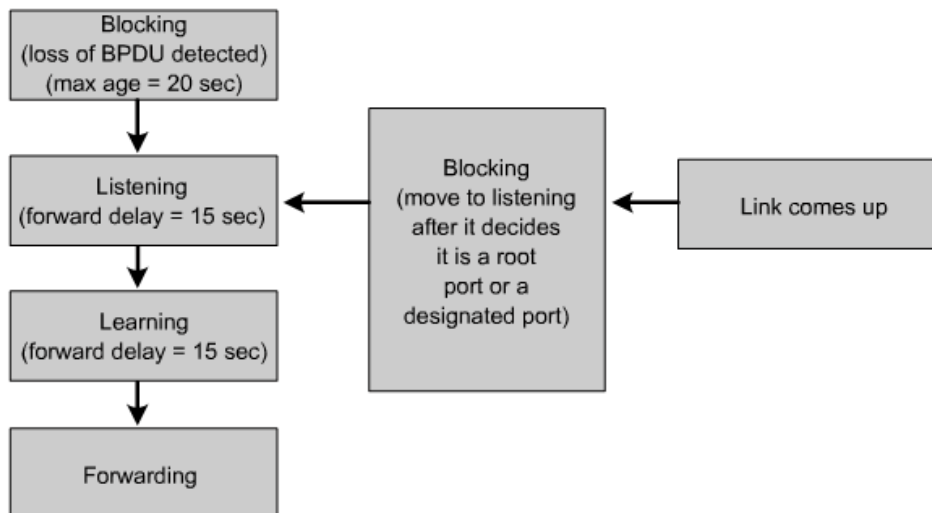 Blocking
(loss of BPDU detected)
(max age = 20 sec)
Listening
(forward delay = 15 sec)
Learning
(forward delay = 15 sec)
Forwarding
Blocking
(move to listening
after it decides
it is a root
port or a
designated port)
Link comes up